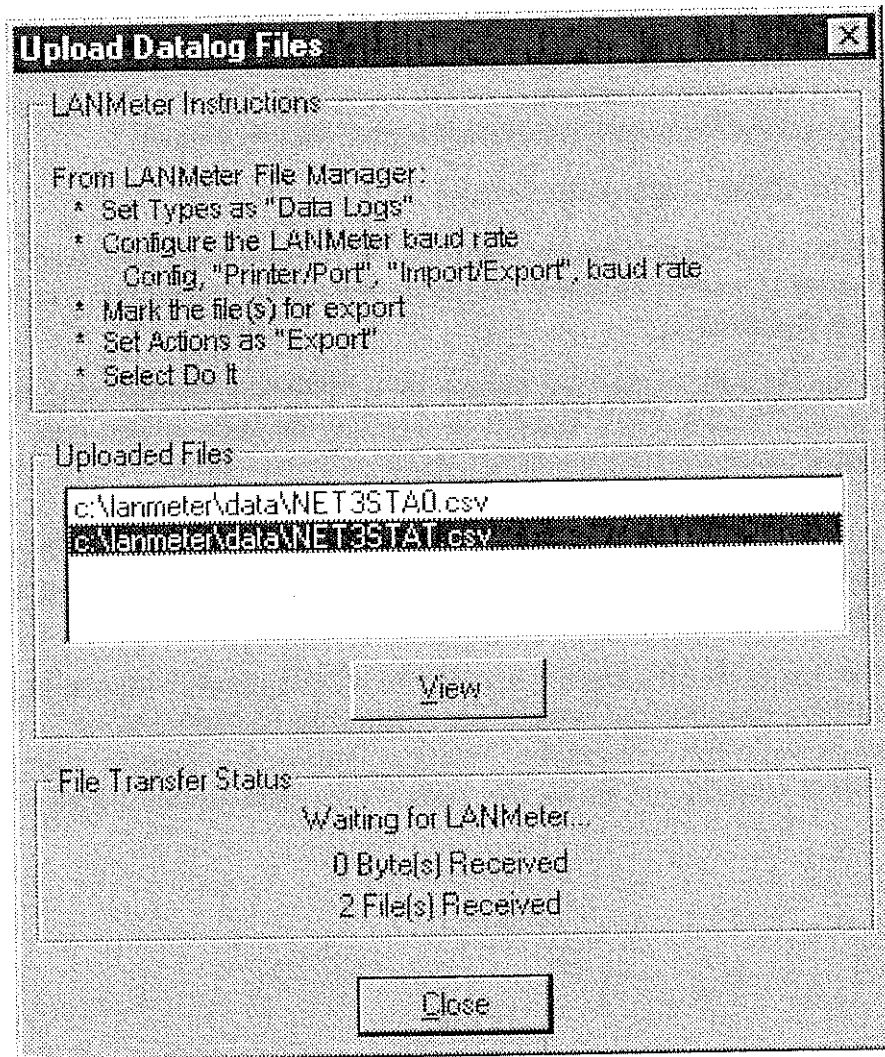 Upload Datalog Files
LANMeter Instructions
From LANMeter File Manager:
* Set Types as "Data Logs"
* Configure the LANMeter baud rate
Config, "Printer/Port", "Import/Export", baud rate
* Mark the file(s) for export
* Set Actions as "Export"
* Select Do It
Uploaded Files
c:\lanmeter\data\NET3STA0.csv
c:\lanmeter\data\NET3STAT.csv
View
File Transfer Status
Waiting for LANMeter...
0 Byte(s) Received
2 File(s) Received
Close